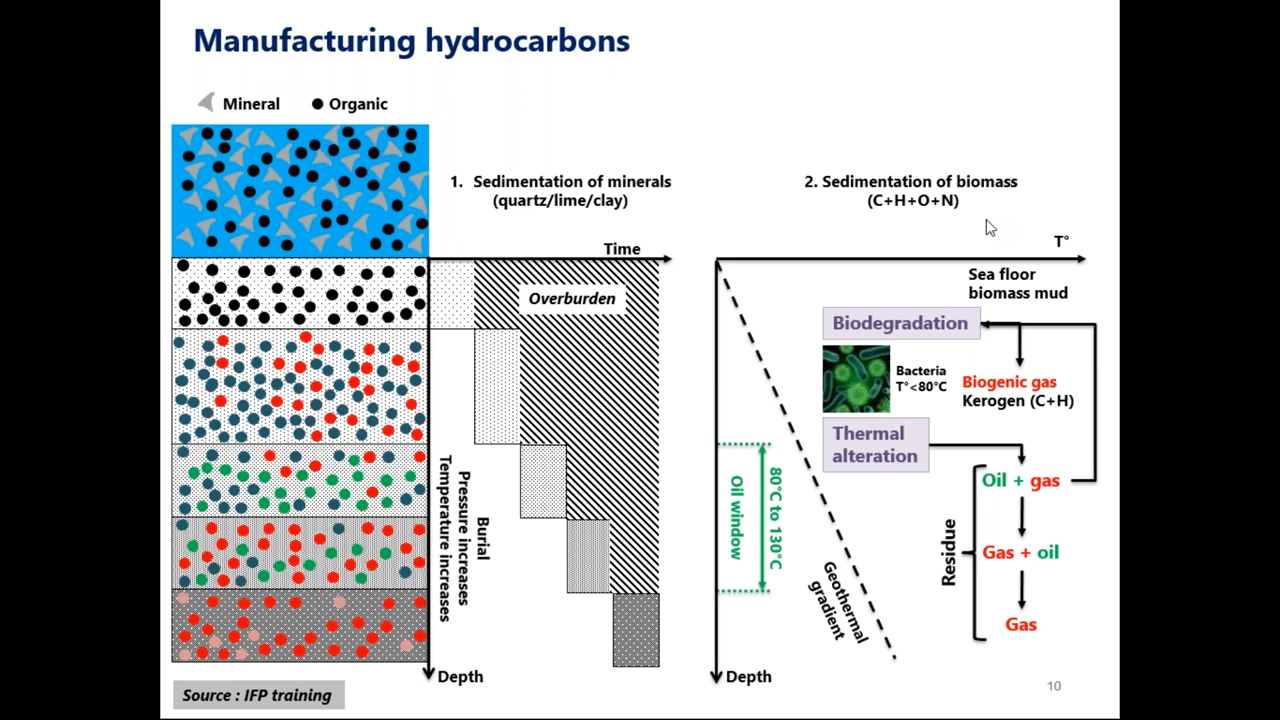 Manufacturing hydrocarbons
Mineral
Organic
1. Sedimentation of minerals
(quartz/lime/clay)
2. Sedimentation of biomass
(C+H+O+N)
Time
T°
Overburden
Sea floor
biomass mud
Biodegradation
Bacteria
T°<80°C
Biogenic gas
Kerogen (C+H)
Thermal
alteration
Oil + gas
Gas + oil
Gas
Residue
Burial
Pressure increases
Temperature increases
Oil window
80°C to 130°C
Geothermal
gradient
Depth
Depth
Source : IFP training
10